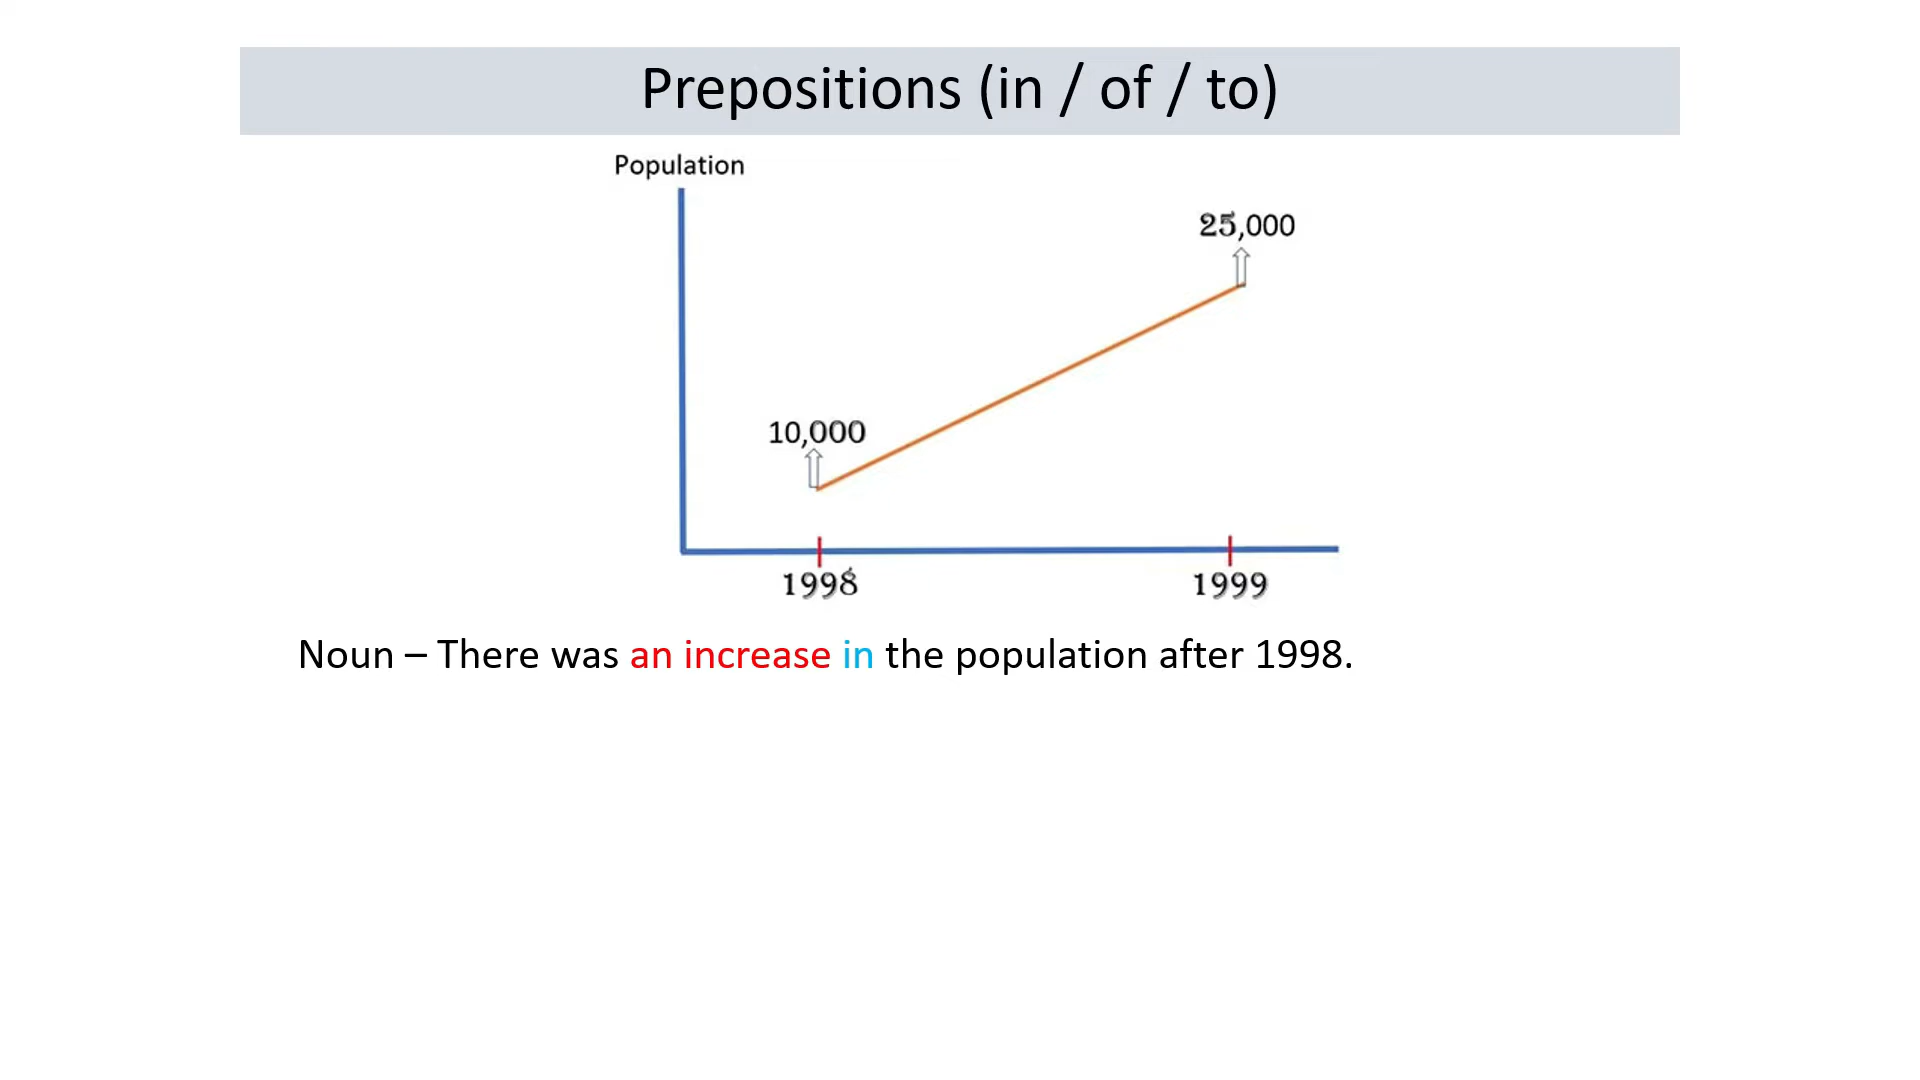 Prepositions (in / of / to)
Population
25,000
10,000
1998
1999
Noun – There was an increase in the population after 1998.